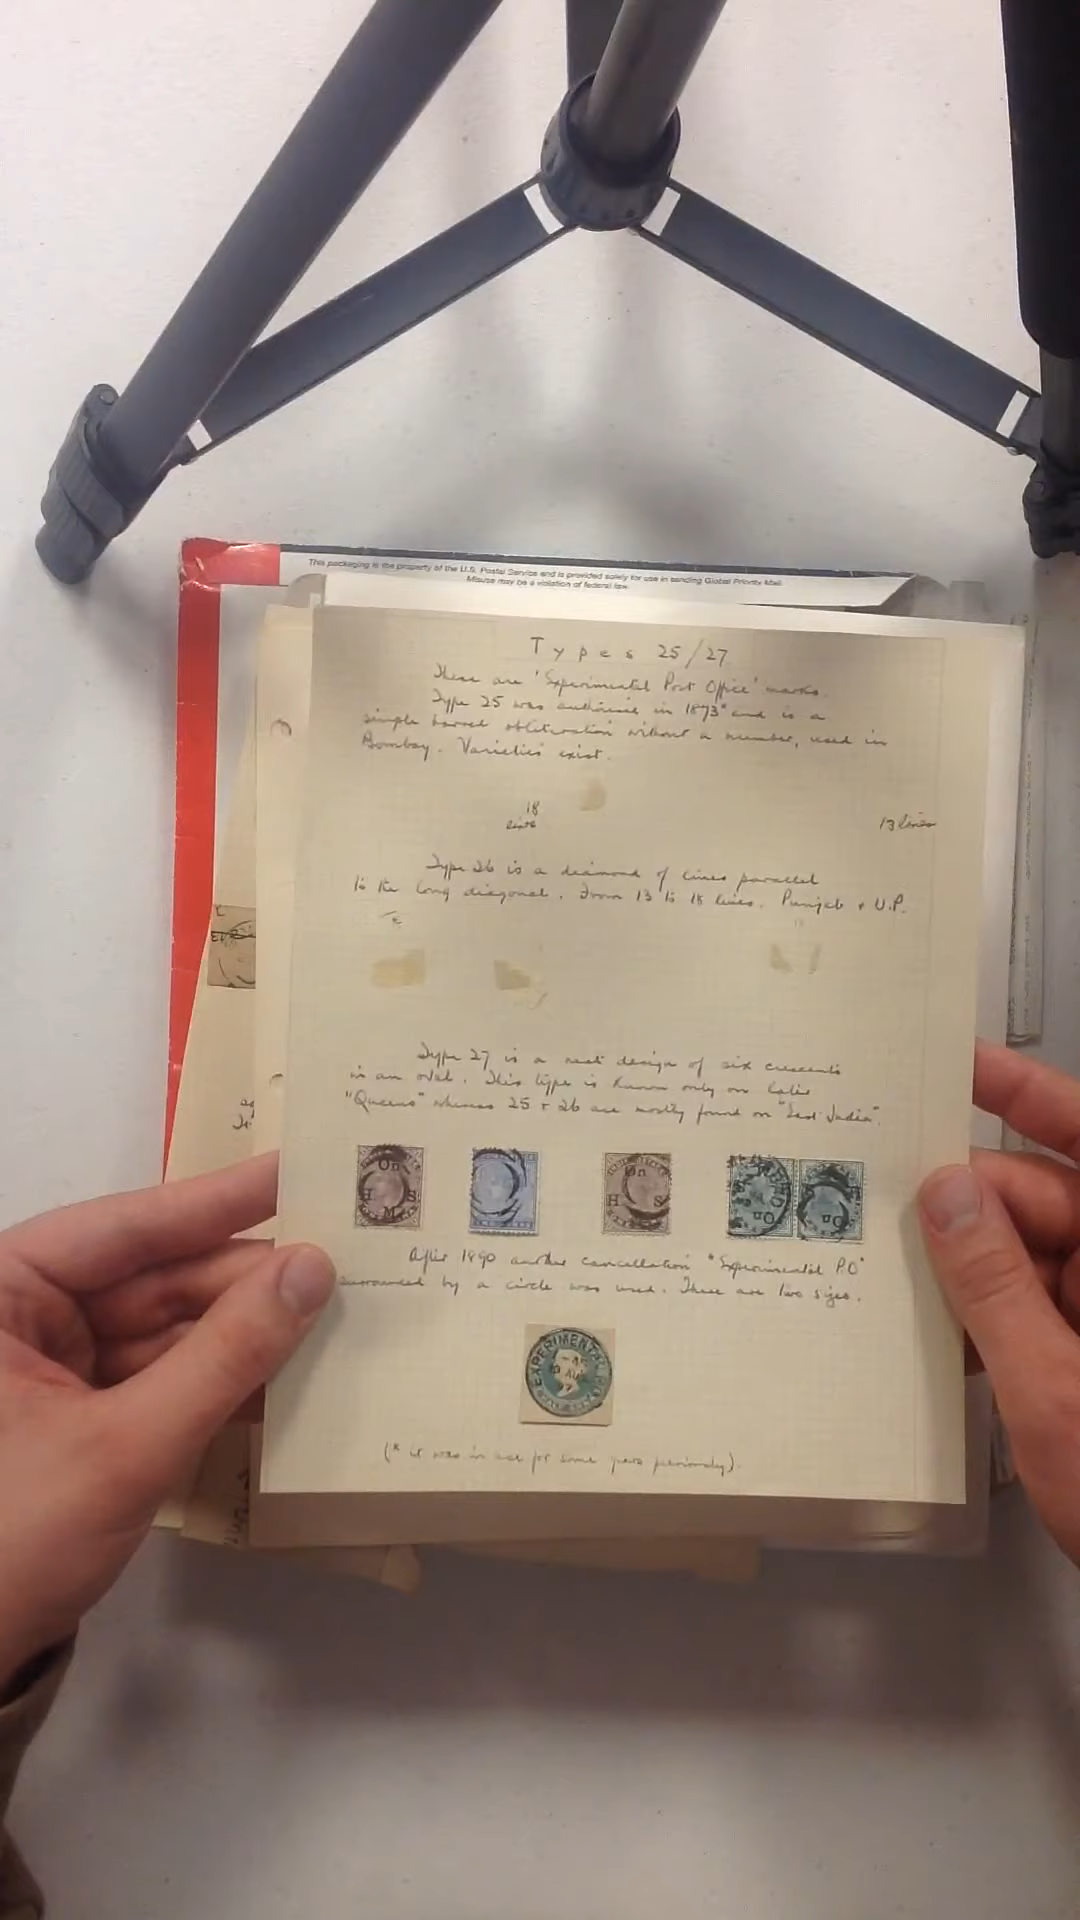 This packaging is the property of the U.S. Postal Service and is provided solely for use in sending Global Priority Mail.
Misuse may be a violation of federal law.
Types 25/27
These are 'Experimental Post Office' marks.
Type 25 was authorised in 1873* and is a
simple barred obliteration without a number, used in
Bombay. Varieties exist.
18
lines
13 lines
Type 26 is a diamond of lines parallel
to the long diagonal. From 13 to 18 lines. Punjab + U.P.
Type 27 is a neat design of six crescents
in an oval. This type is known only on later
"Queens" whereas 25 + 26 are mostly found on "East India".
On
H S
M
On
H S
On
On
After 1890 another cancellation "Experimental P.O"
surrounded by a circle was used. There are two sizes.
EXPERIMENTAL P.O.
AU
97
(* it was in use for some years previously).